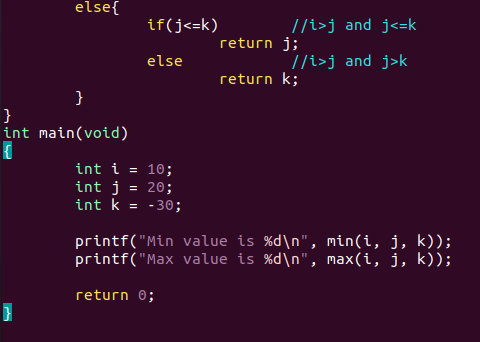 else{
if(j<=k) //i>j and j<=k
return j;
else //i>j and j>k
return k;
}
}
int main(void)
{
int i = 10;
int j = 20;
int k = -30;
printf("Min value is %d\n", min(i, j, k));
printf("Max value is %d\n", max(i, j, k));
return 0;
}